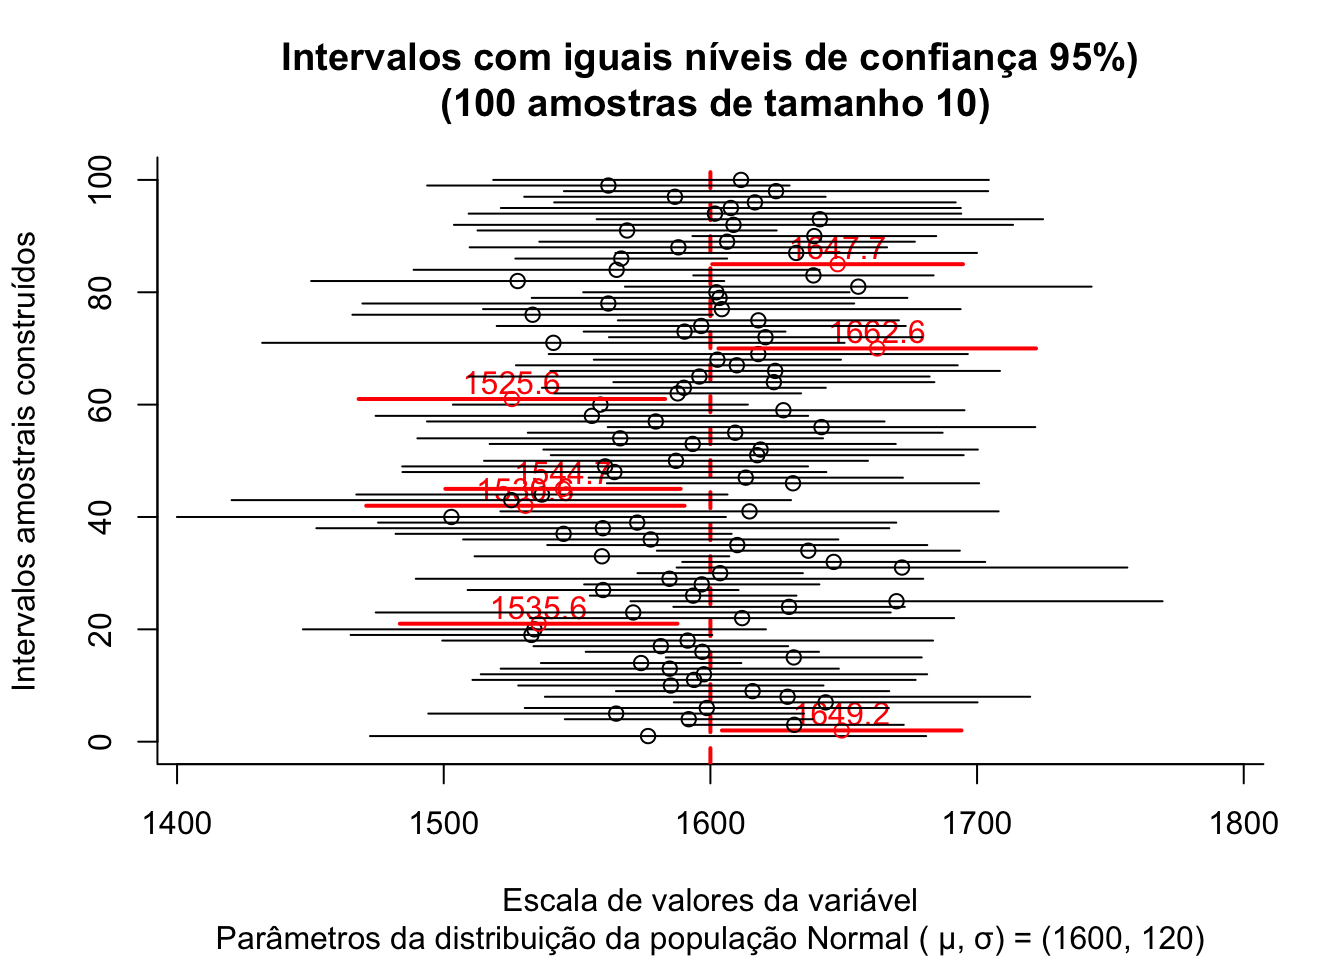 Intervalos com iguais níveis de confiança 95%)
(100 amostras de tamanho 10)
Intervalos amostrais construídos
100
80
60
40
20
0
1647.7
1662.6
1525.6
1544.7
1535.6
1649.2
1400 1500 1600 1700 1800
Escala de valores da variável
Parâmetros da distribuição da população Normal ( μ, σ) = (1600, 120)